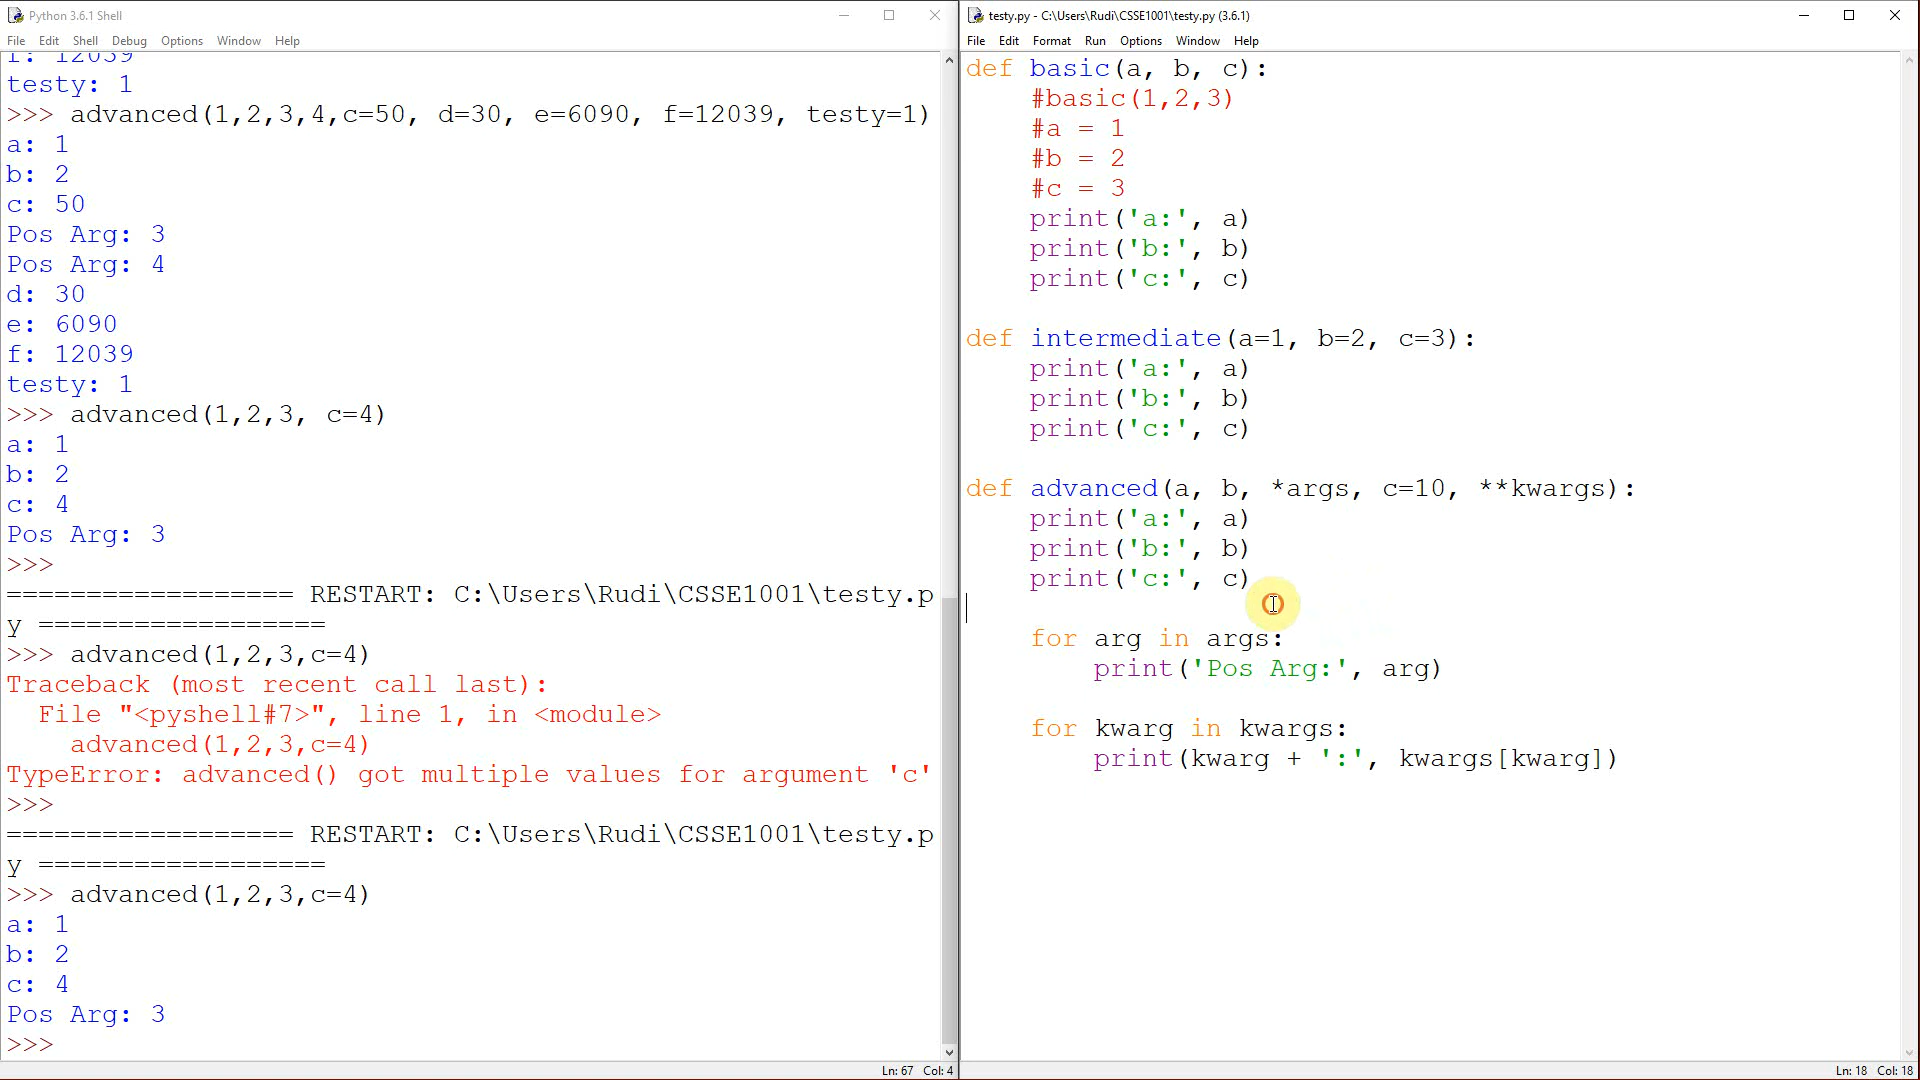 Python 3.6.1 Shell
File Edit Shell Debug Options Window Help
f: 12039
testy: 1
>>> advanced(1,2,3,4,c=50, d=30, e=6090, f=12039, testy=1)
a: 1
b: 2
c: 50
Pos Arg: 3
Pos Arg: 4
d: 30
e: 6090
f: 12039
testy: 1
>>> advanced(1,2,3, c=4)
a: 1
b: 2
c: 4
Pos Arg: 3
>>>
================== RESTART: C:\Users\Rudi\CSSE1001\testy.p
y ==================
>>> advanced(1,2,3,c=4)
Traceback (most recent call last):
  File "<pyshell#7>", line 1, in <module>
    advanced(1,2,3,c=4)
TypeError: advanced() got multiple values for argument 'c'
>>>
================== RESTART: C:\Users\Rudi\CSSE1001\testy.p
y ==================
>>> advanced(1,2,3,c=4)
a: 1
b: 2
c: 4
Pos Arg: 3
>>>
Ln: 67 Col: 4
testy.py - C:\Users\Rudi\CSSE1001\testy.py (3.6.1)
File Edit Format Run Options Window Help
def basic(a, b, c):
    #basic(1,2,3)
    #a = 1
    #b = 2
    #c = 3
    print('a:', a)
    print('b:', b)
    print('c:', c)
def intermediate(a=1, b=2, c=3):
    print('a:', a)
    print('b:', b)
    print('c:', c)
def advanced(a, b, *args, c=10, **kwargs):
    print('a:', a)
    print('b:', b)
    print('c:', c)
    for arg in args:
        print('Pos Arg:', arg)
    for kwarg in kwargs:
        print(kwarg + ':', kwargs[kwarg])
Ln: 18 Col: 18